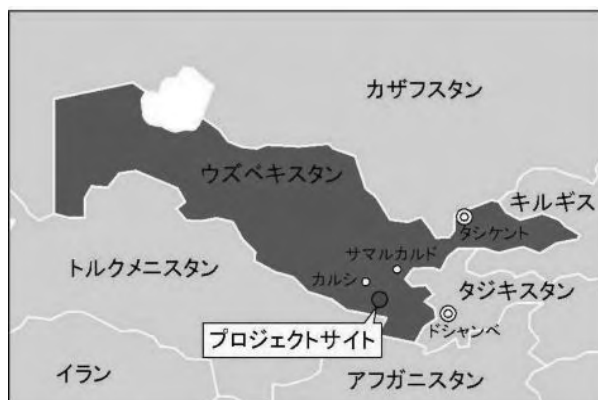 カザフスタン
ウズベキスタン
キルギス
タシケント
サマルカルド
トルクメニスタン
カルシ
タジキスタン
プロジェクトサイト
ドシャンベ
イラン
アフガニスタン